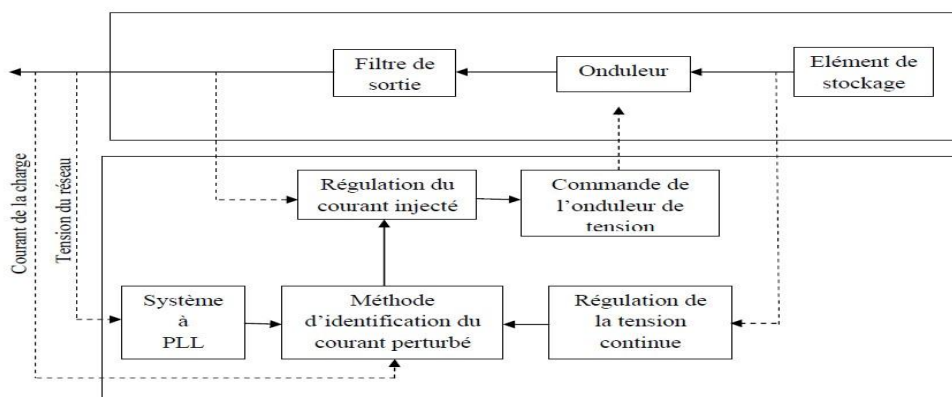 Filtre de
sortie
Onduleur
Elément de
stockage
Courant de la charge
Tension du réseau
Régulation du
courant injecté
Commande de
l'onduleur de
tension
Système
à
PLL
Méthode
d'identification du
courant perturbé
Régulation de
la tension
continue